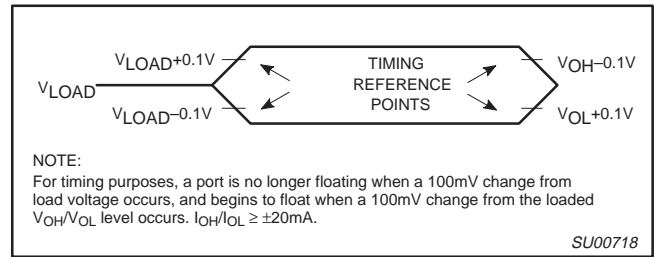 VLOAD+0.1V
TIMING
VOH–0.1V
VLOAD
REFERENCE
VLOAD–0.1V
POINTS
VOL+0.1V
NOTE:
For timing purposes, a port is no longer floating when a 100mV change from
load voltage occurs, and begins to float when a 100mV change from the loaded
VOH/VOL level occurs. IOH/IOL ≥ ±20mA.
SU00718